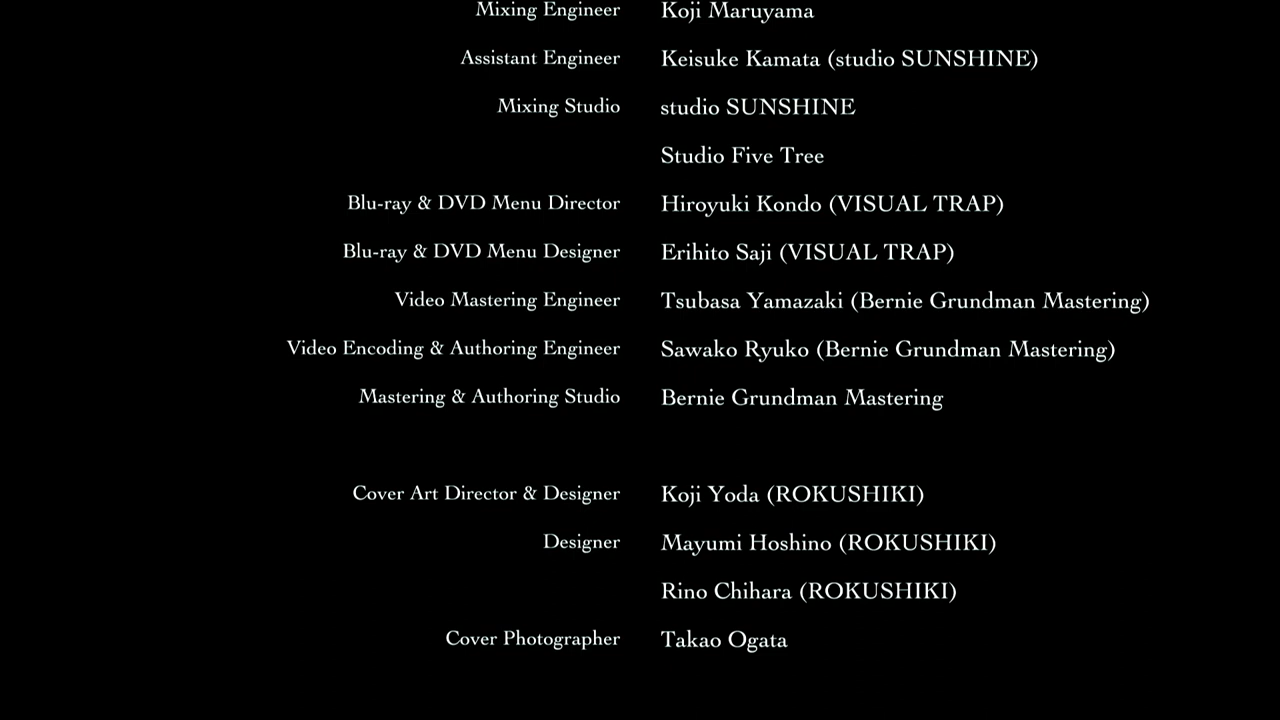 Mixing Engineer Koji Maruyama
Assistant Engineer Keisuke Kamata (studio SUNSHINE)
Mixing Studio studio SUNSHINE
Studio Five Tree
Blu-ray & DVD Menu Director Hiroyuki Kondo (VISUAL TRAP)
Blu-ray & DVD Menu Designer Erihito Saji (VISUAL TRAP)
Video Mastering Engineer Tsubasa Yamazaki (Bernie Grundman Mastering)
Video Encoding & Authoring Engineer Sawako Ryuko (Bernie Grundman Mastering)
Mastering & Authoring Studio Bernie Grundman Mastering
Cover Art Director & Designer Koji Yoda (ROKUSHIKI)
Designer Mayumi Hoshino (ROKUSHIKI)
Rino Chihara (ROKUSHIKI)
Cover Photographer Takao Ogata